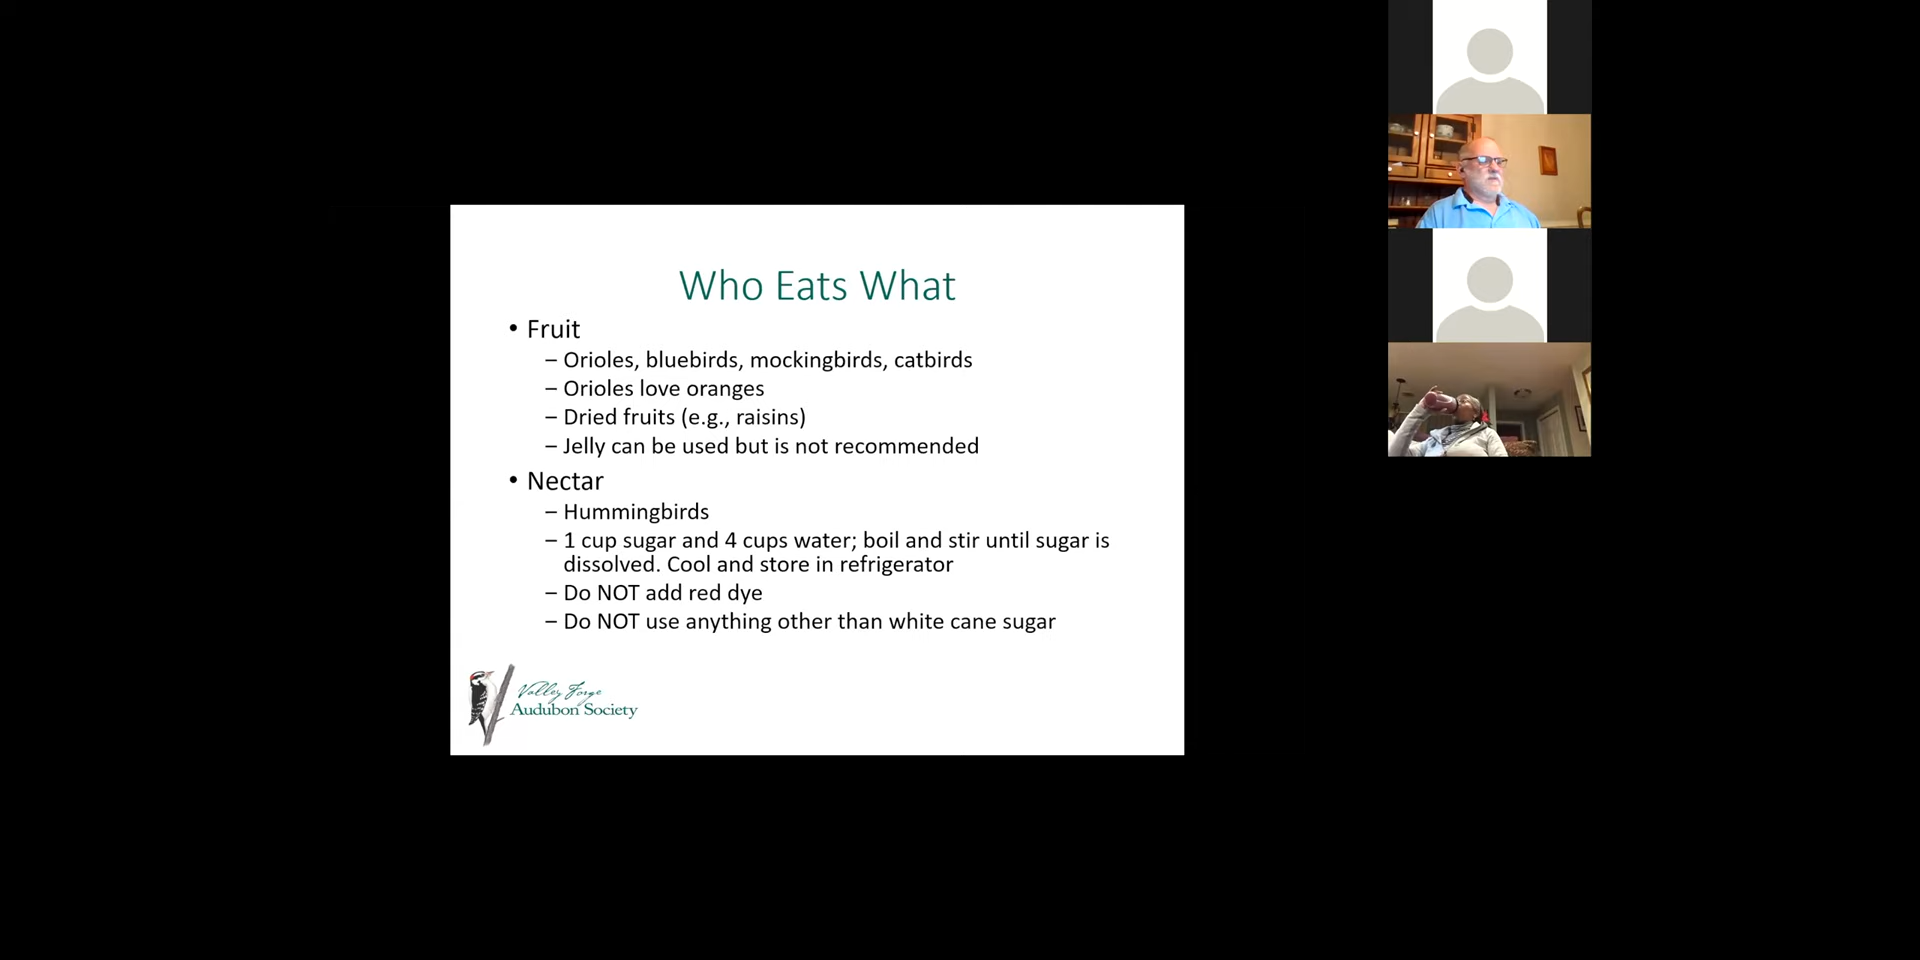 Who Eats What
• Fruit
– Orioles, bluebirds, mockingbirds, catbirds
– Orioles love oranges
– Dried fruits (e.g., raisins)
– Jelly can be used but is not recommended
• Nectar
– Hummingbirds
– 1 cup sugar and 4 cups water; boil and stir until sugar is
dissolved. Cool and store in refrigerator
– Do NOT add red dye
– Do NOT use anything other than white cane sugar
Valley Forge
Audubon Society